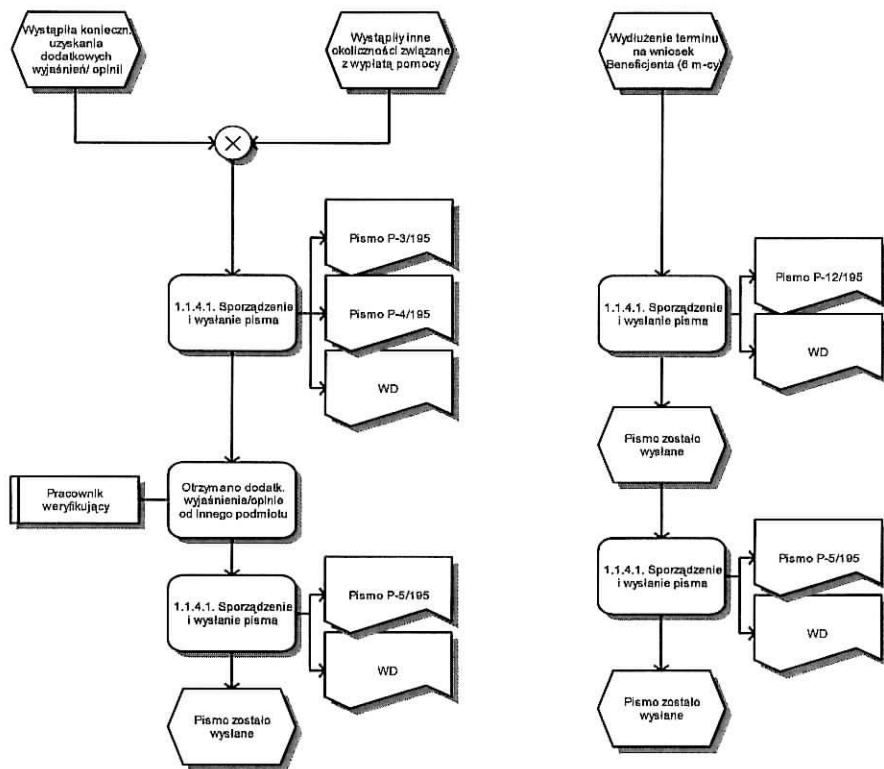 Wystąpiła konieczn.
uzyskania
dodatkowych
wyjaśnień/ opinii
Wystąpiły inne
okoliczności związane
z wypłatą pomocy
1.1.4.1. Sporządzenie
i wysłanie pisma
Pismo P-3/195
Pismo P-4/195
WD
Pracownik
weryfikujący
Otrzymano dodatk.
wyjaśnienia/opinie
od innego podmiotu
1.1.4.1. Sporządzenie
i wysłanie pisma
Pismo P-5/195
WD
Pismo zostało
wysłane
Wydłużenie terminu
na wniosek
Beneficjenta (6 m-cy)
1.1.4.1. Sporządzenie
i wysłanie pisma
Pismo P-12/195
WD
Pismo zostało
wysłane
1.1.4.1. Sporządzenie
i wysłanie pisma
Pismo P-5/195
WD
Pismo zostało
wysłane